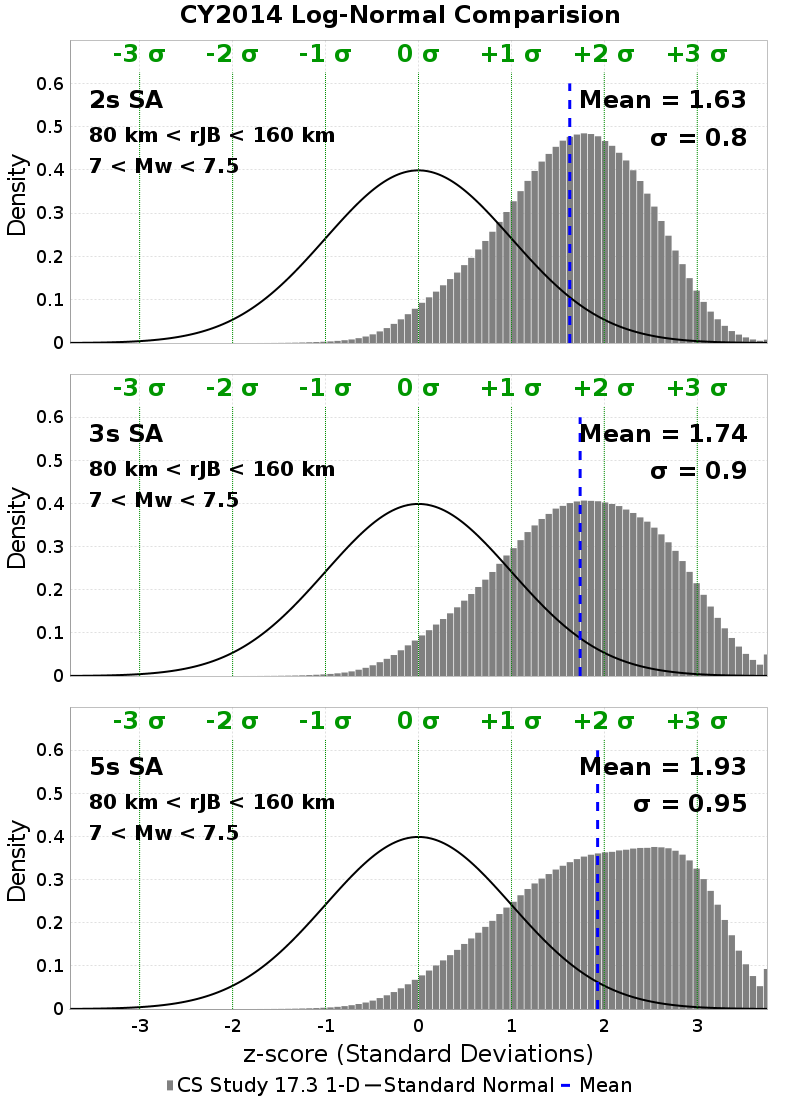 CY2014 Log-Normal Comparision
-3 σ -2 σ -1 σ 0 σ +1 σ +2 σ +3 σ
0.6
2s SA Mean = 1.63
0.5
80 km < rJB < 160 km σ = 0.8
7 < Mw < 7.5
0.4
Density
0.3
0.2
0.1
0
-3 σ -2 σ -1 σ 0 σ +1 σ +2 σ +3 σ
0.6
3s SA Mean = 1.74
0.5
80 km < rJB < 160 km σ = 0.9
7 < Mw < 7.5
0.4
Density
0.3
0.2
0.1
0
-3 σ -2 σ -1 σ 0 σ +1 σ +2 σ +3 σ
0.6
5s SA Mean = 1.93
0.5
80 km < rJB < 160 km σ = 0.95
7 < Mw < 7.5
0.4
Density
0.3
0.2
0.1
0
-3 -2 -1 0 1 2 3
z-score (Standard Deviations)
CS Study 17.3 1-D Standard Normal Mean